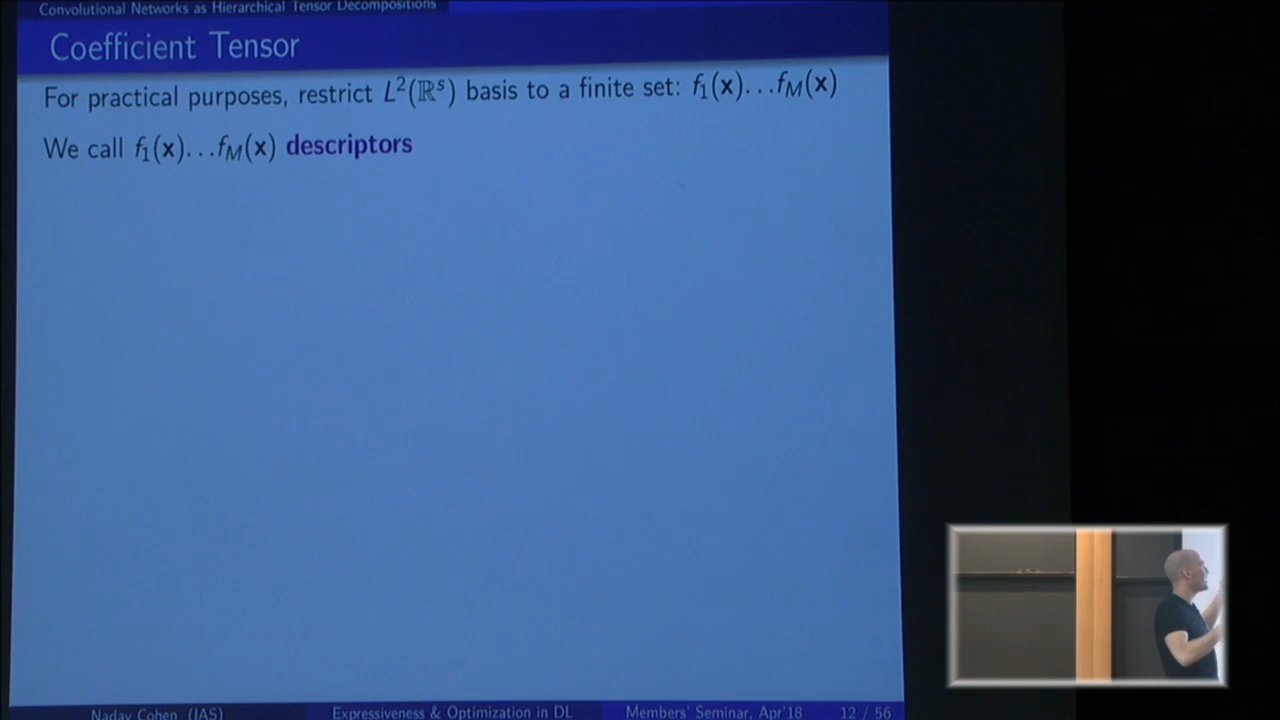 Convolutional Networks as Hierarchical Tensor Decompositions
Coefficient Tensor
For practical purposes, restrict L²(ℝˢ) basis to a finite set: f₁(x)...f_M(x)
We call f₁(x)...f_M(x) descriptors
Nadav Cohen (IAS) Expressiveness & Optimization in DL Members' Seminar, Apr'18 12 / 56